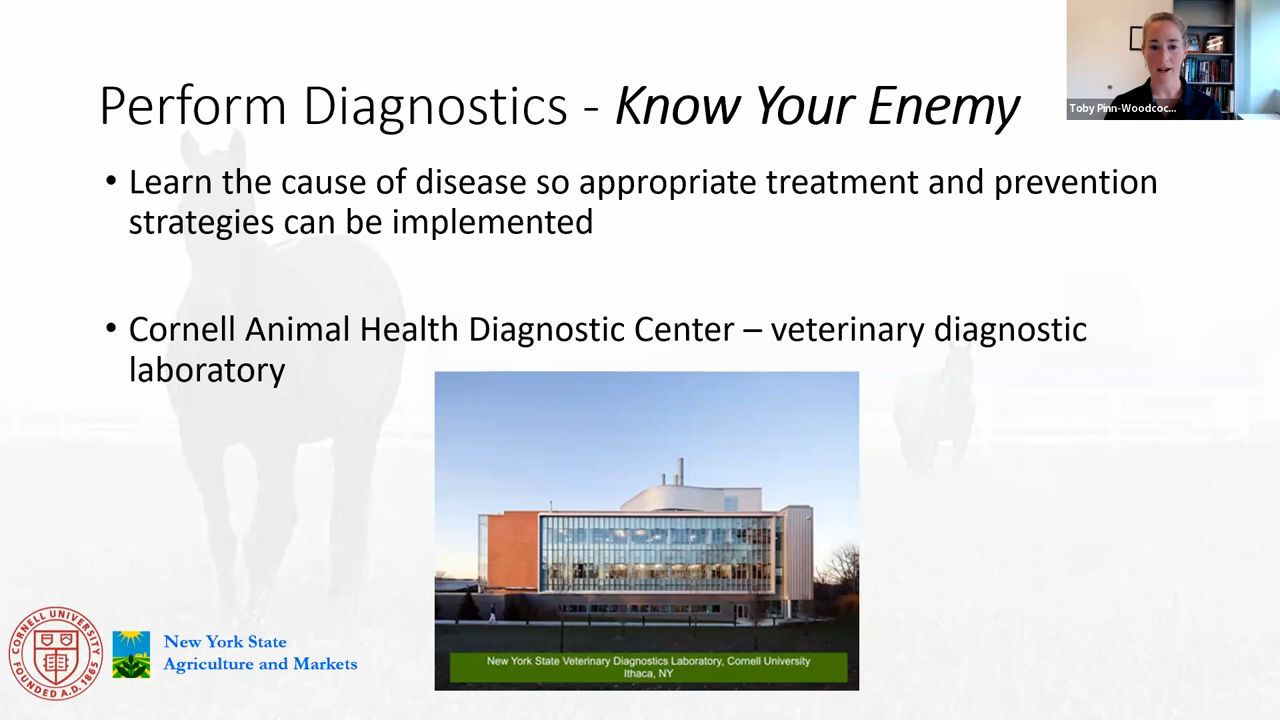 Perform Diagnostics - Know Your Enemy
Toby Pinn-Woodcoc...
• Learn the cause of disease so appropriate treatment and prevention
strategies can be implemented
• Cornell Animal Health Diagnostic Center – veterinary diagnostic
laboratory
New York State Veterinary Diagnostics Laboratory, Cornell University
Ithaca, NY
CORNELL UNIVERSITY
FOUNDED A.D. 1865
New York State
Agriculture and Markets